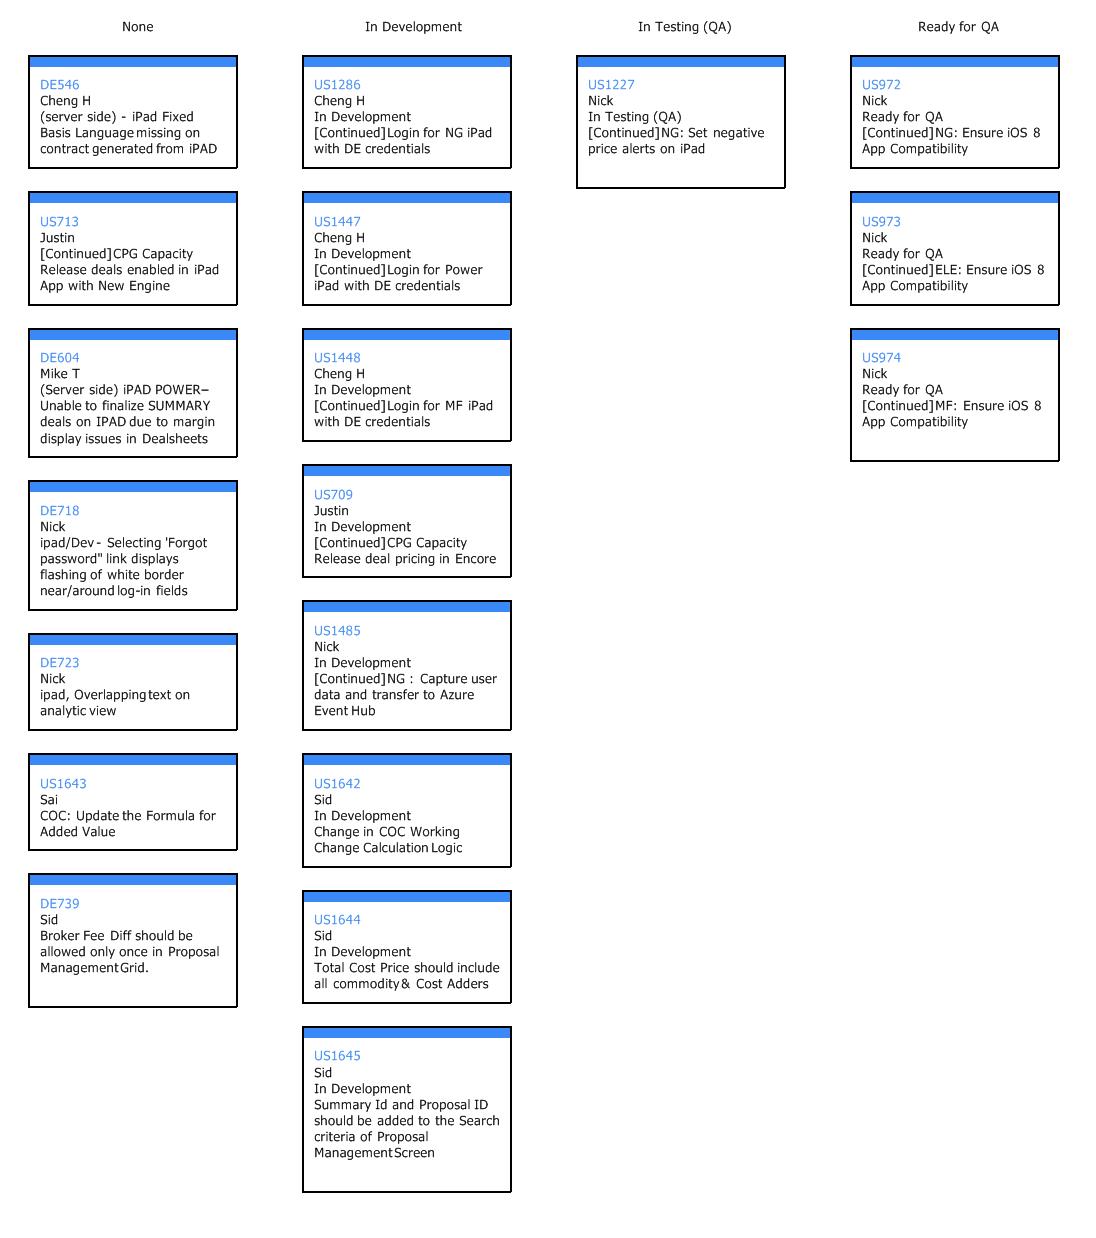 None
DE546
Cheng H
(server side) - iPad Fixed
Basis Language missing on
contract generated from iPAD
US713
Justin
[Continued]CPG Capacity
Release deals enabled in iPad
App with New Engine
DE604
Mike T
(Server side) iPAD POWER–
Unable to finalize SUMMARY
deals on IPAD due to margin
display issues in Dealsheets
DE718
Nick
ipad/Dev - Selecting 'Forgot
password" link displays
flashing of white border
near/around log-in fields
DE723
Nick
ipad, Overlapping text on
analytic view
US1643
Sai
COC: Update the Formula for
Added Value
DE739
Sid
Broker Fee Diff should be
allowed only once in Proposal
Management Grid.
In Development
US1286
Cheng H
In Development
[Continued]Login for NG iPad
with DE credentials
US1447
Cheng H
In Development
[Continued]Login for Power
iPad with DE credentials
US1448
Cheng H
In Development
[Continued]Login for MF iPad
with DE credentials
US709
Justin
In Development
[Continued]CPG Capacity
Release deal pricing in Encore
US1485
Nick
In Development
[Continued]NG : Capture user
data and transfer to Azure
Event Hub
US1642
Sid
In Development
Change in COC Working
Change Calculation Logic
US1644
Sid
In Development
Total Cost Price should include
all commodity & Cost Adders
US1645
Sid
In Development
Summary Id and Proposal ID
should be added to the Search
criteria of Proposal
Management Screen
In Testing (QA)
US1227
Nick
In Testing (QA)
[Continued]NG: Set negative
price alerts on iPad
Ready for QA
US972
Nick
Ready for QA
[Continued]NG: Ensure iOS 8
App Compatibility
US973
Nick
Ready for QA
[Continued]ELE: Ensure iOS 8
App Compatibility
US974
Nick
Ready for QA
[Continued]MF: Ensure iOS 8
App Compatibility